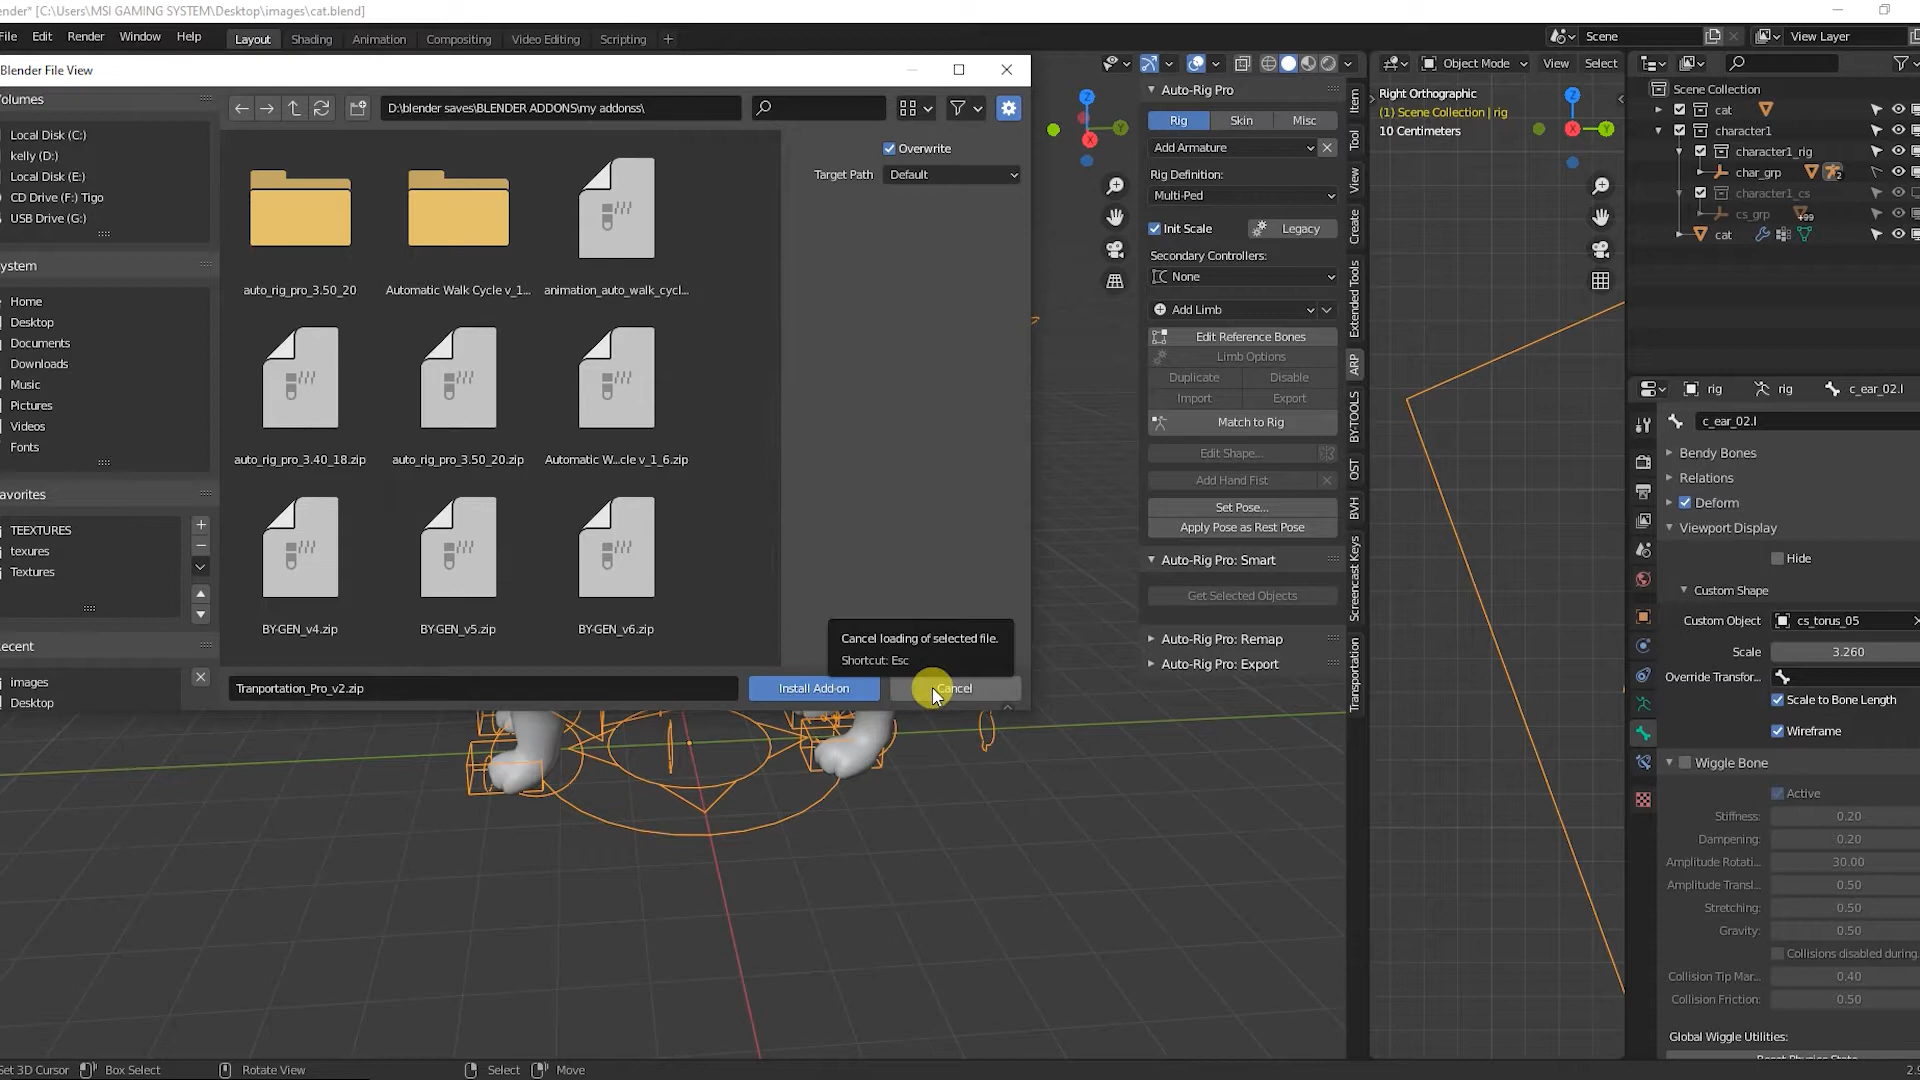 ender* [C:\Users\MSI GAMING SYSTEM\Desktop\images\cat.blend]
File Edit Render Window Help Layout Shading Animation Compositing Video Editing Scripting + Scene View Layer
Blender File View
Volumes
Local Disk (C:)
kelly (D:)
Local Disk (E:)
CD Drive (F:) Tigo
USB Drive (G:)
System
Home
Desktop
Documents
Downloads
Music
Pictures
Videos
Fonts
Favorites
TEEXTURES
texures
Textures
Recent
images
Desktop
D:\blender saves\BLENDER ADDONS\my addonss\
auto_rig_pro_3.50_20 Automatic Walk Cycle v_1... animation_auto_walk_cycl...
auto_rig_pro_3.40_18.zip auto_rig_pro_3.50_20.zip Automatic W...cle v_1_6.zip
BY-GEN_v4.zip BY-GEN_v5.zip BY-GEN_v6.zip
Overwrite
Target Path Default
Cancel loading of selected file.
Shortcut: Esc
Tranportation_Pro_v2.zip Install Add-on Cancel
Auto-Rig Pro
Rig Skin Misc
Add Armature
Rig Definition:
Multi-Ped
Init Scale Legacy
Secondary Controllers:
None
Add Limb
Edit Reference Bones
Limb Options
Duplicate Disable
Import Export
Match to Rig
Edit Shape...
Add Hand Fist
Set Pose...
Apply Pose as Rest Pose
Auto-Rig Pro: Smart
Get Selected Objects
Auto-Rig Pro: Remap
Auto-Rig Pro: Export
Item
Tool
View
Create
Extended Tools
ARP
BY-TOOLS
OST
BVH
Screencast Keys
Transportation
Object Mode View Select
Right Orthographic
(1) Scene Collection | rig
10 Centimeters
Scene Collection
cat
character1
character1_rig
char_grp 2
character1_cs
cs_grp +99
cat
rig rig c_ear_02.l
c_ear_02.l
Bendy Bones
Relations
Deform
Viewport Display
Hide
Custom Shape
Custom Object cs_torus_05
Scale 3.260
Override Transfor...
Scale to Bone Length
Wireframe
Wiggle Bone
Active
Stiffness: 0.20
Dampening: 0.20
Amplitude Rotati... 30.00
Amplitude Transl... 0.50
Stretching: 0.50
Gravity: 0.50
Collisions disabled during.
Collision Tip Mar... 0.40
Collision Friction: 0.50
Global Wiggle Utilities:
Set 3D Cursor Box Select Rotate View Select Move 2.9